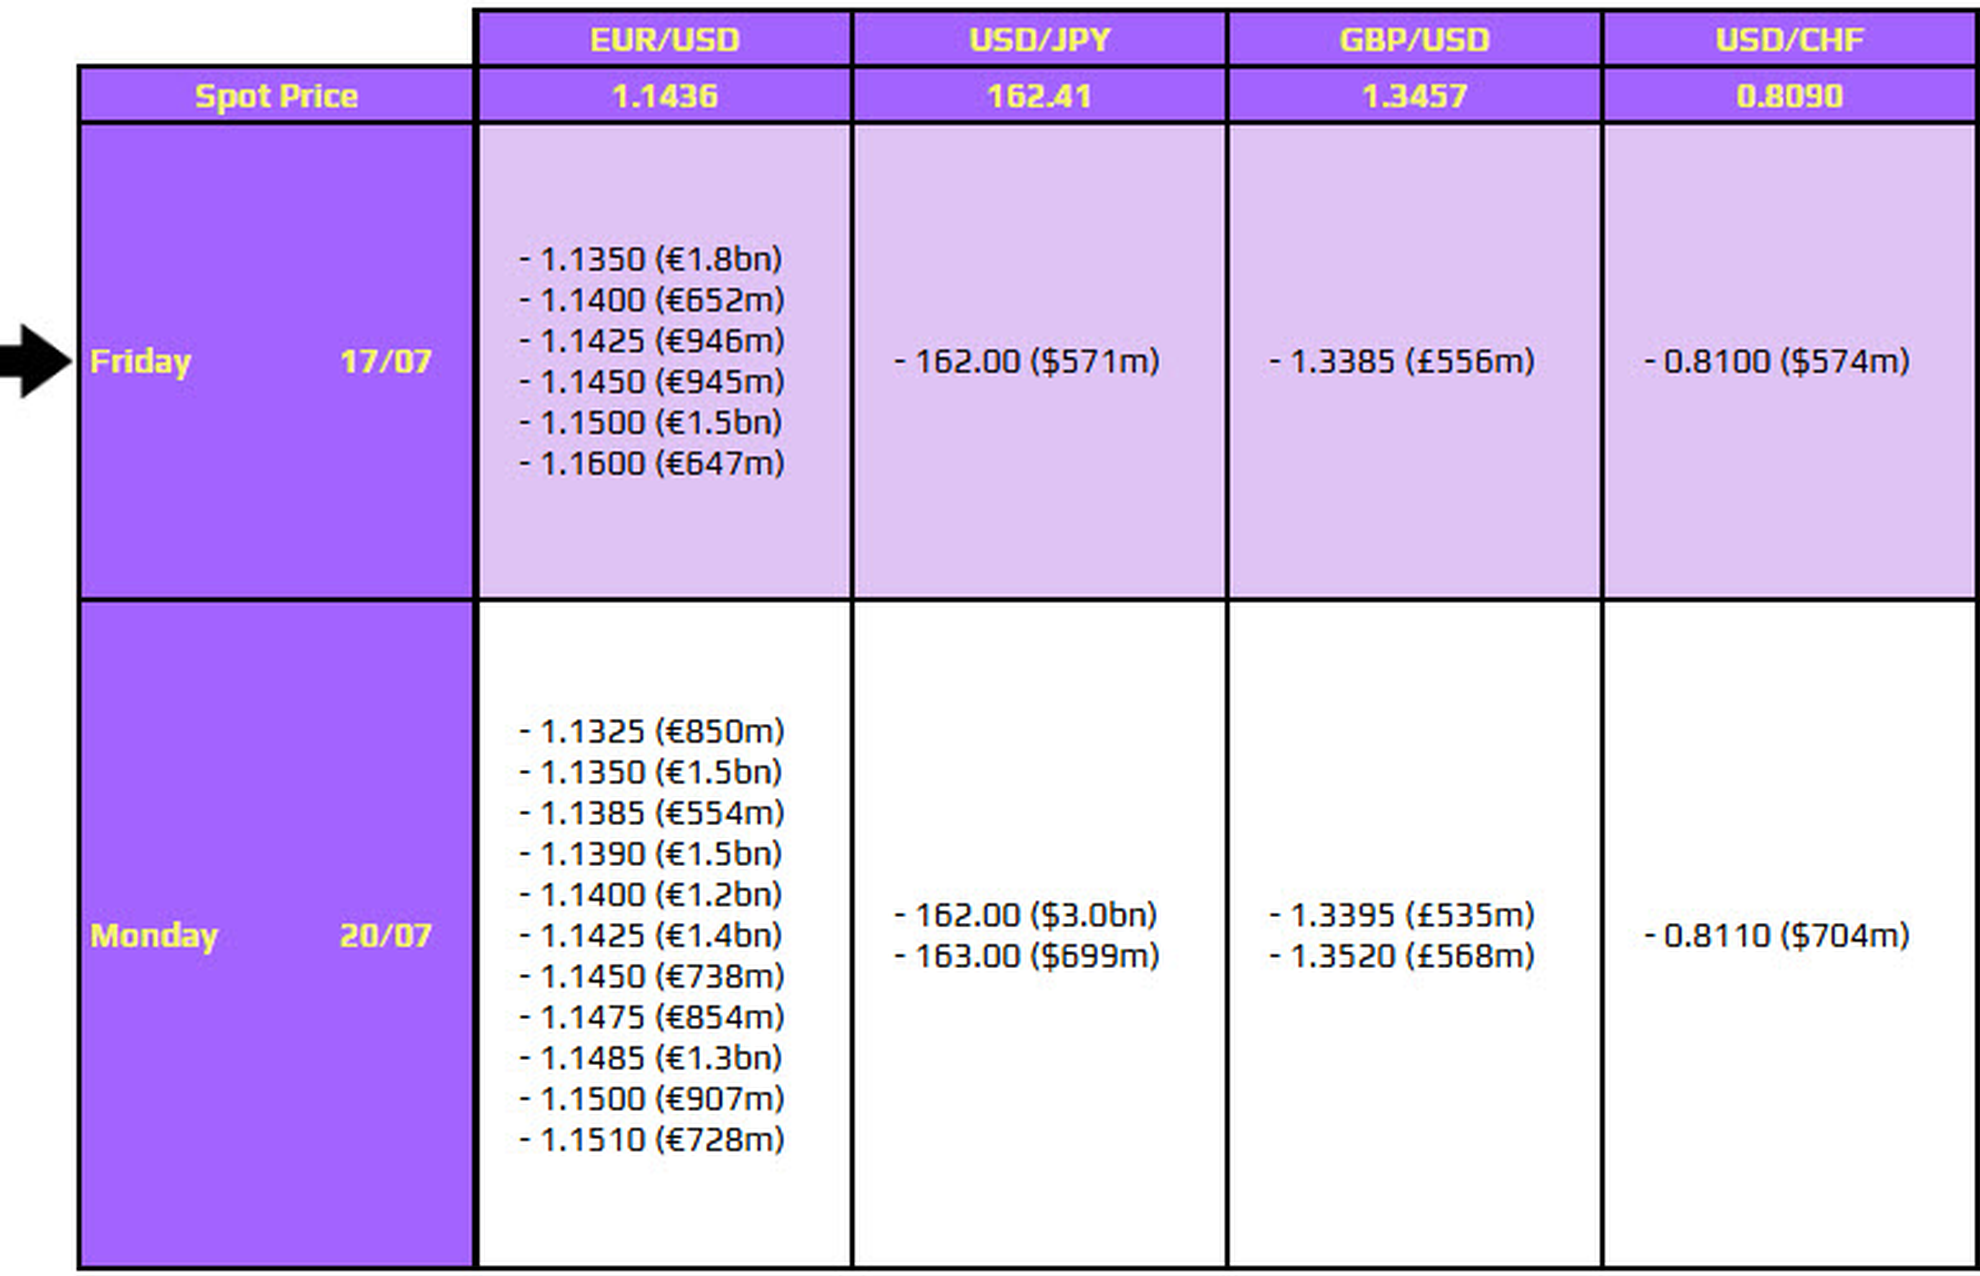 EUR/USD USD/JPY GBP/USD USD/CHF
Spot Price 1.1436 162.41 1.3457 0.8090
Friday 17/07
- 1.1350 (€1.8bn)
- 1.1400 (€652m)
- 1.1425 (€946m)
- 1.1450 (€945m)
- 1.1500 (€1.5bn)
- 1.1600 (€647m)
- 162.00 ($571m)
- 1.3385 (£556m)
- 0.8100 ($574m)
Monday 20/07
- 1.1325 (€850m)
- 1.1350 (€1.5bn)
- 1.1385 (€554m)
- 1.1390 (€1.5bn)
- 1.1400 (€1.2bn)
- 1.1425 (€1.4bn)
- 1.1450 (€738m)
- 1.1475 (€854m)
- 1.1485 (€1.3bn)
- 1.1500 (€907m)
- 1.1510 (€728m)
- 162.00 ($3.0bn)
- 163.00 ($699m)
- 1.3395 (£535m)
- 1.3520 (£568m)
- 0.8110 ($704m)